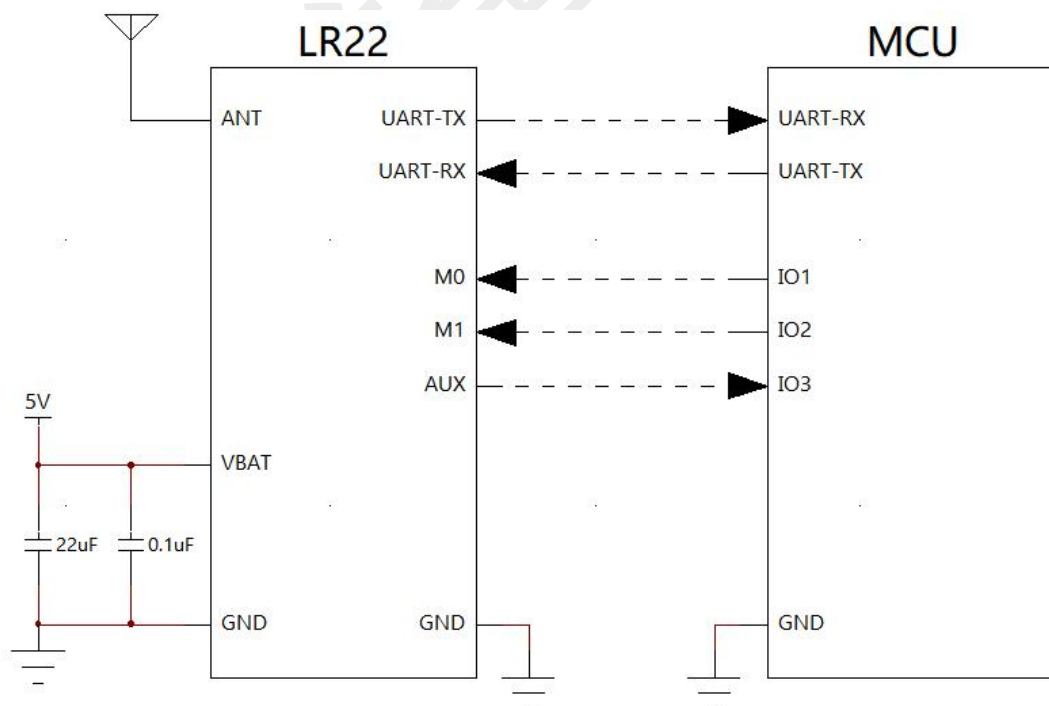 LR22
MCU
ANT
UART-TX
UART-RX
UART-RX
UART-TX
M0
IO1
M1
IO2
AUX
IO3
5V
VBAT
22uF
0.1uF
GND
GND
GND